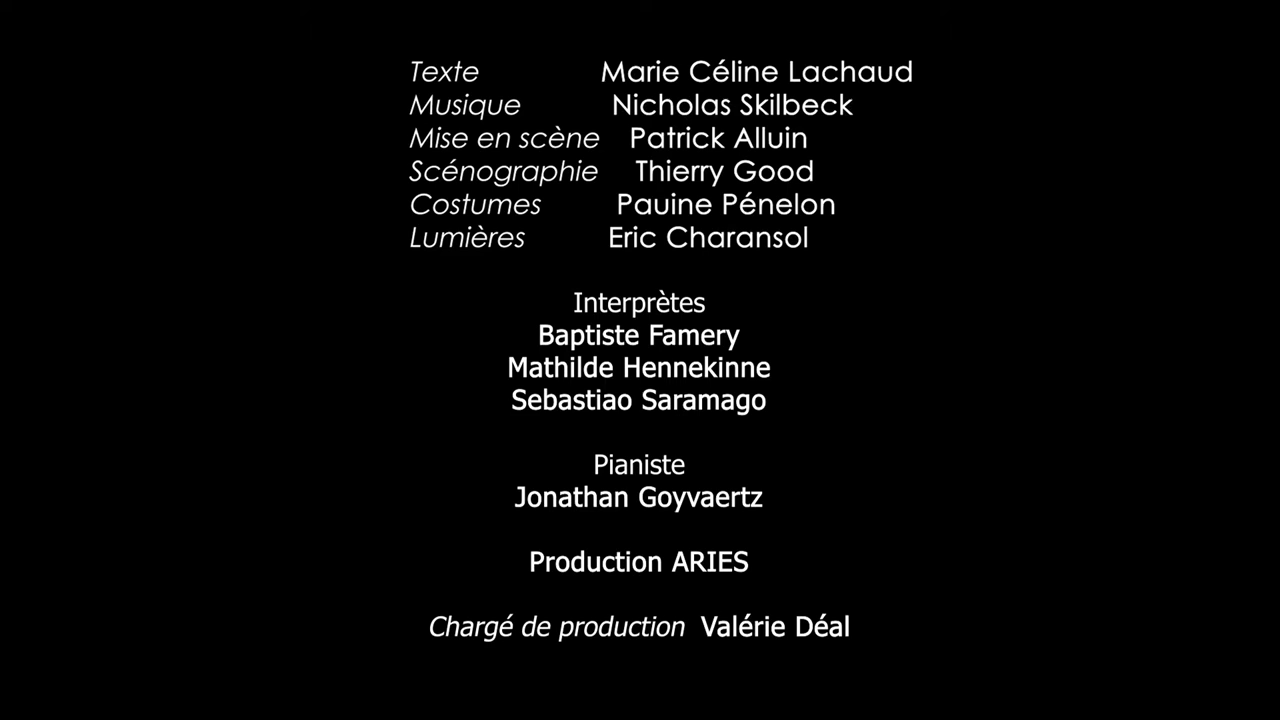 Texte Marie Céline Lachaud
Musique Nicholas Skilbeck
Mise en scène Patrick Alluin
Scénographie Thierry Good
Costumes Pauine Pénelon
Lumières Eric Charansol
Interprètes
Baptiste Famery
Mathilde Hennekinne
Sebastiao Saramago
Pianiste
Jonathan Goyvaertz
Production ARIES
Chargé de production Valérie Déal